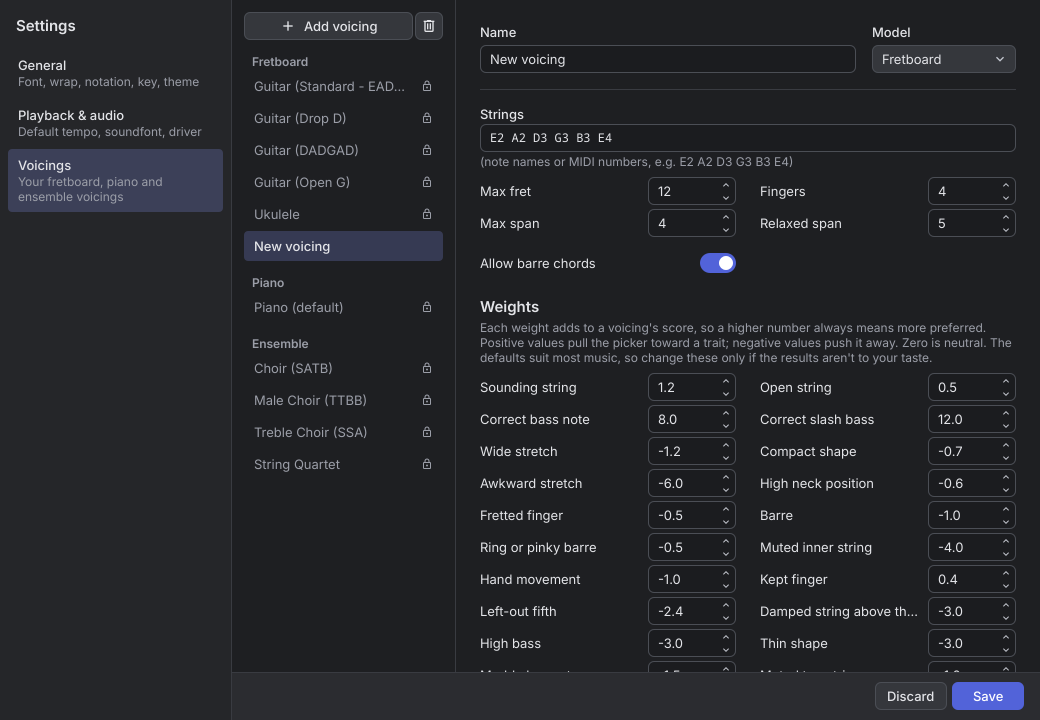 Settings
General
Font, wrap, notation, key, theme
Playback & audio
Default tempo, soundfont, driver
Voicings
Your fretboard, piano and
ensemble voicings
Add voicing
Fretboard
Guitar (Standard - EAD...
Guitar (Drop D)
Guitar (DADGAD)
Guitar (Open G)
Ukulele
New voicing
Piano
Piano (default)
Ensemble
Choir (SATB)
Male Choir (TTBB)
Treble Choir (SSA)
String Quartet
Name Model
New voicing Fretboard
Strings
E2 A2 D3 G3 B3 E4
(note names or MIDI numbers, e.g. E2 A2 D3 G3 B3 E4)
Max fret 12 Fingers 4
Max span 4 Relaxed span 5
Allow barre chords
Weights
Each weight adds to a voicing's score, so a higher number always means more preferred.
Positive values pull the picker toward a trait; negative values push it away. Zero is neutral. The
defaults suit most music, so change these only if the results aren't to your taste.
Sounding string 1.2 Open string 0.5
Correct bass note 8.0 Correct slash bass 12.0
Wide stretch -1.2 Compact shape -0.7
Awkward stretch -6.0 High neck position -0.6
Fretted finger -0.5 Barre -1.0
Ring or pinky barre -0.5 Muted inner string -4.0
Hand movement -1.0 Kept finger 0.4
Left-out fifth -2.4 Damped string above th... -3.0
High bass -3.0 Thin shape -3.0
Discard Save